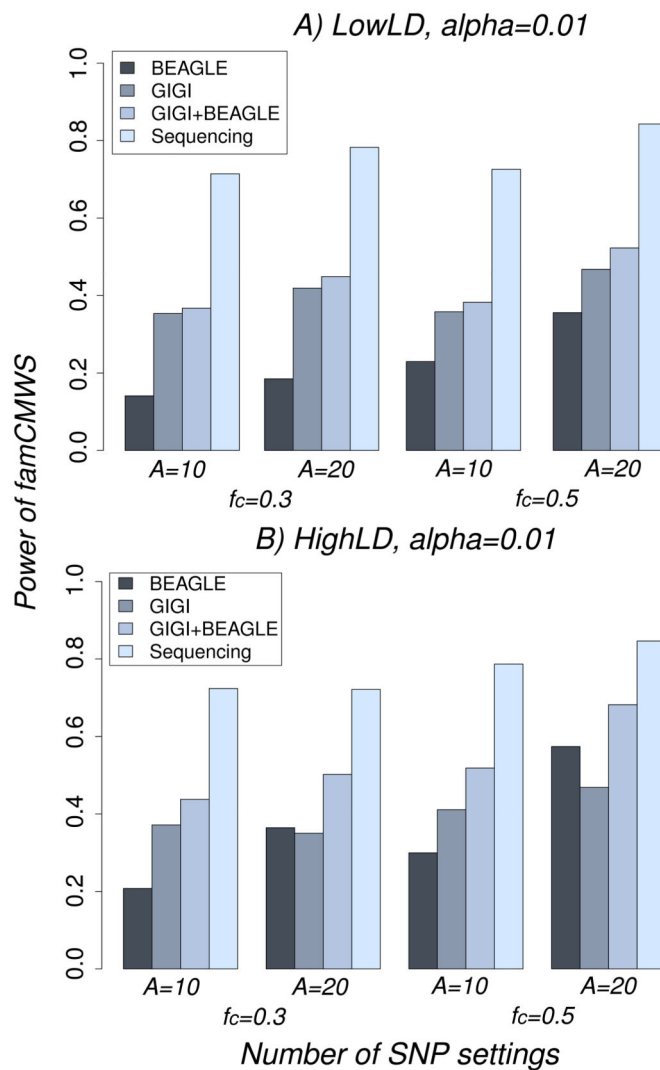 A) LowLD, alpha=0.01
BEAGLE
GIGI
GIGI+BEAGLE
Sequencing
1.0
0.8
0.6
0.4
0.2
0.0
A=10 A=20 A=10 A=20
fc=0.3 fc=0.5
Power of famCMWS
B) HighLD, alpha=0.01
BEAGLE
GIGI
GIGI+BEAGLE
Sequencing
1.0
0.8
0.6
0.4
0.2
0.0
A=10 A=20 A=10 A=20
fc=0.3 fc=0.5
Number of SNP settings